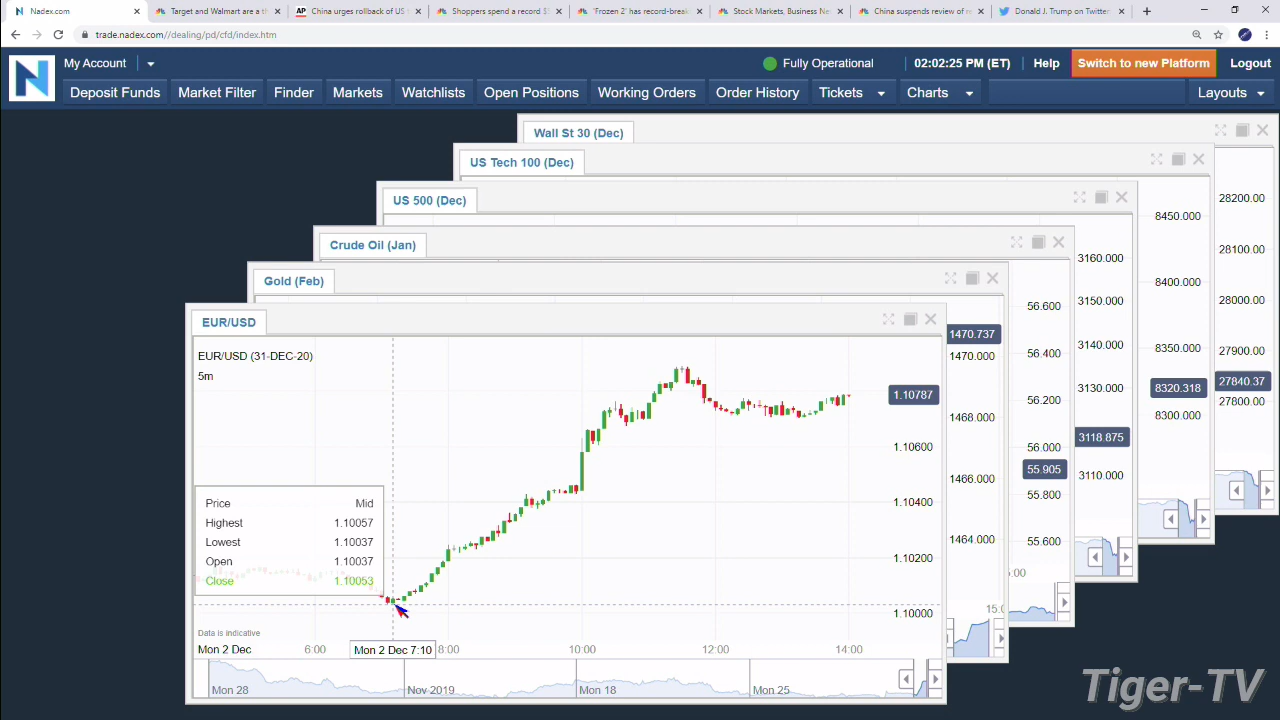 Nadex.com
Target and Walmart are a th
China urges rollback of US
Shoppers spend a record $
'Frozen 2' has record-break
Stock Markets, Business Ne
China suspends review of re
Donald J. Trump on Twitter
trade.nadex.com//dealing/pd/cfd/index.htm
My Account
Fully Operational
02:02:25 PM (ET)
Help
Switch to new Platform
Logout
Deposit Funds
Market Filter
Finder
Markets
Watchlists
Open Positions
Working Orders
Order History
Tickets
Charts
Layouts
Wall St 30 (Dec)
28200.00
28100.00
28000.00
27900.00
27840.37
27800.00
US Tech 100 (Dec)
8450.000
8400.000
8350.000
8320.318
8300.000
US 500 (Dec)
3160.000
3150.000
3140.000
3130.000
3118.875
3110.000
Crude Oil (Jan)
56.600
56.400
56.200
56.000
55.905
55.800
55.600
15:0
Gold (Feb)
1470.737
1470.000
1468.000
1466.000
1464.000
5:00
EUR/USD
EUR/USD (31-DEC-20)
5m
1.10787
1.10600
1.10400
1.10200
1.10000
Price Mid
Highest 1.10057
Lowest 1.10037
Open 1.10037
Close 1.10053
Data is indicative
Mon 2 Dec 6:00 Mon 2 Dec 7:10 8:00 10:00 12:00 14:00
Mon 28 Nov 2019 Mon 18 Mon 25
Tiger-TV